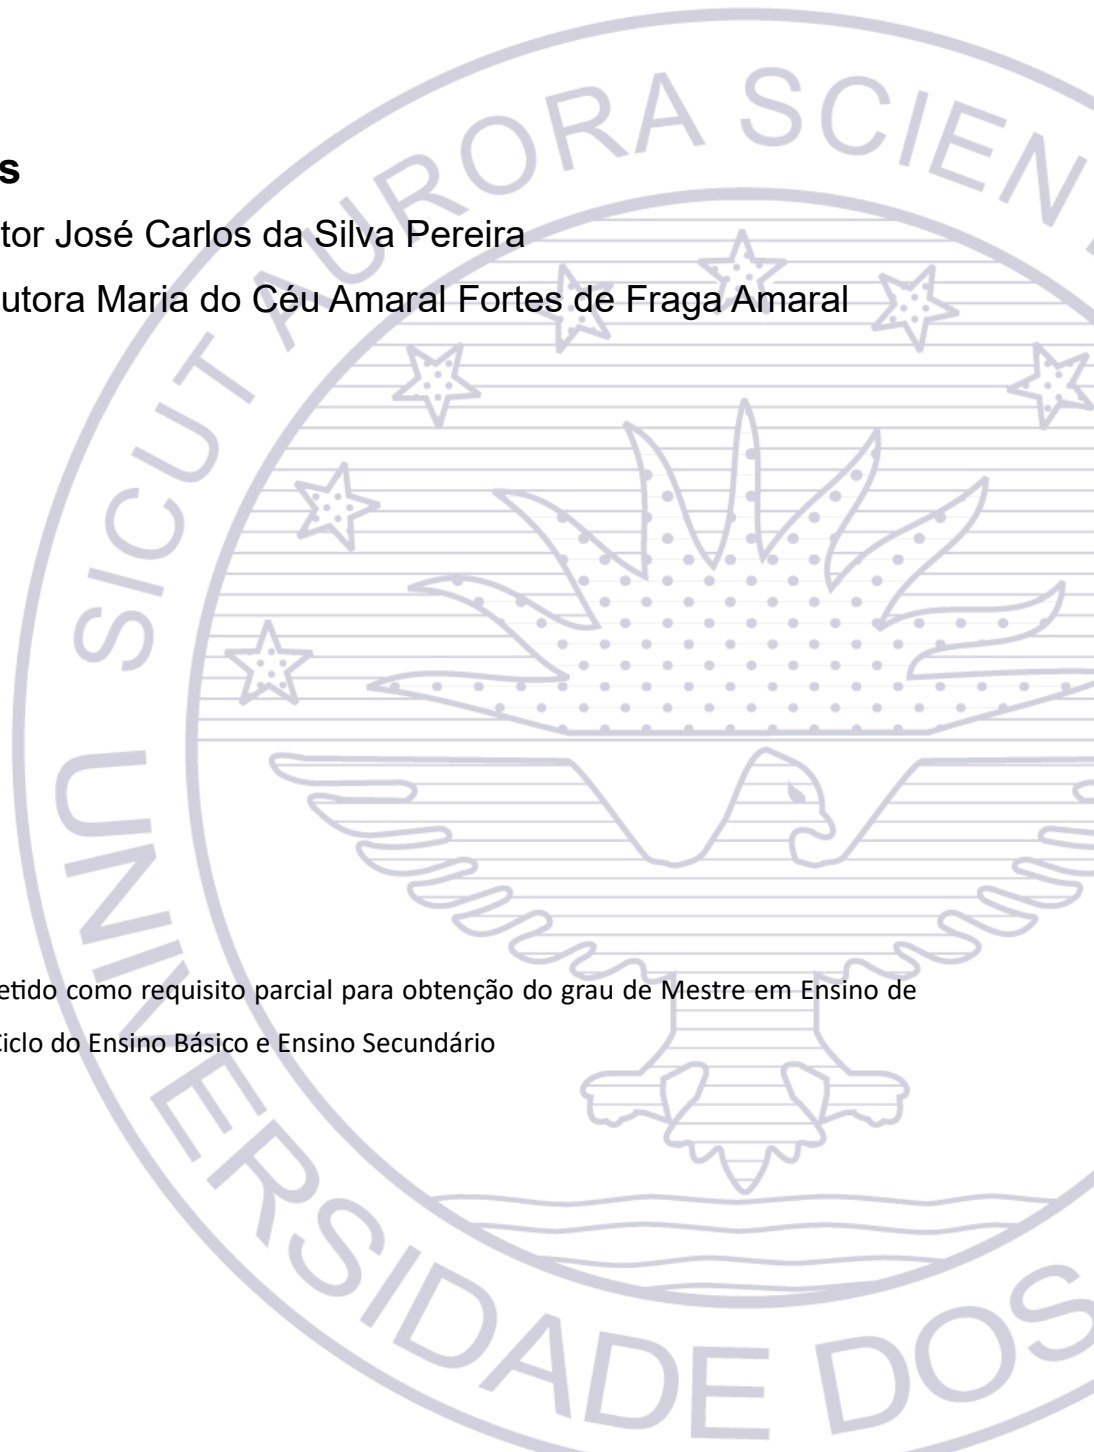 s
tor José Carlos da Silva Pereira
utora Maria do Céu Amaral Fortes de Fraga Amaral
etido como requisito parcial para obtenção do grau de Mestre em Ensino de
Ciclo do Ensino Básico e Ensino Secundário
SICUT AURORA SCIEN
UNIVERSIDADE DOS